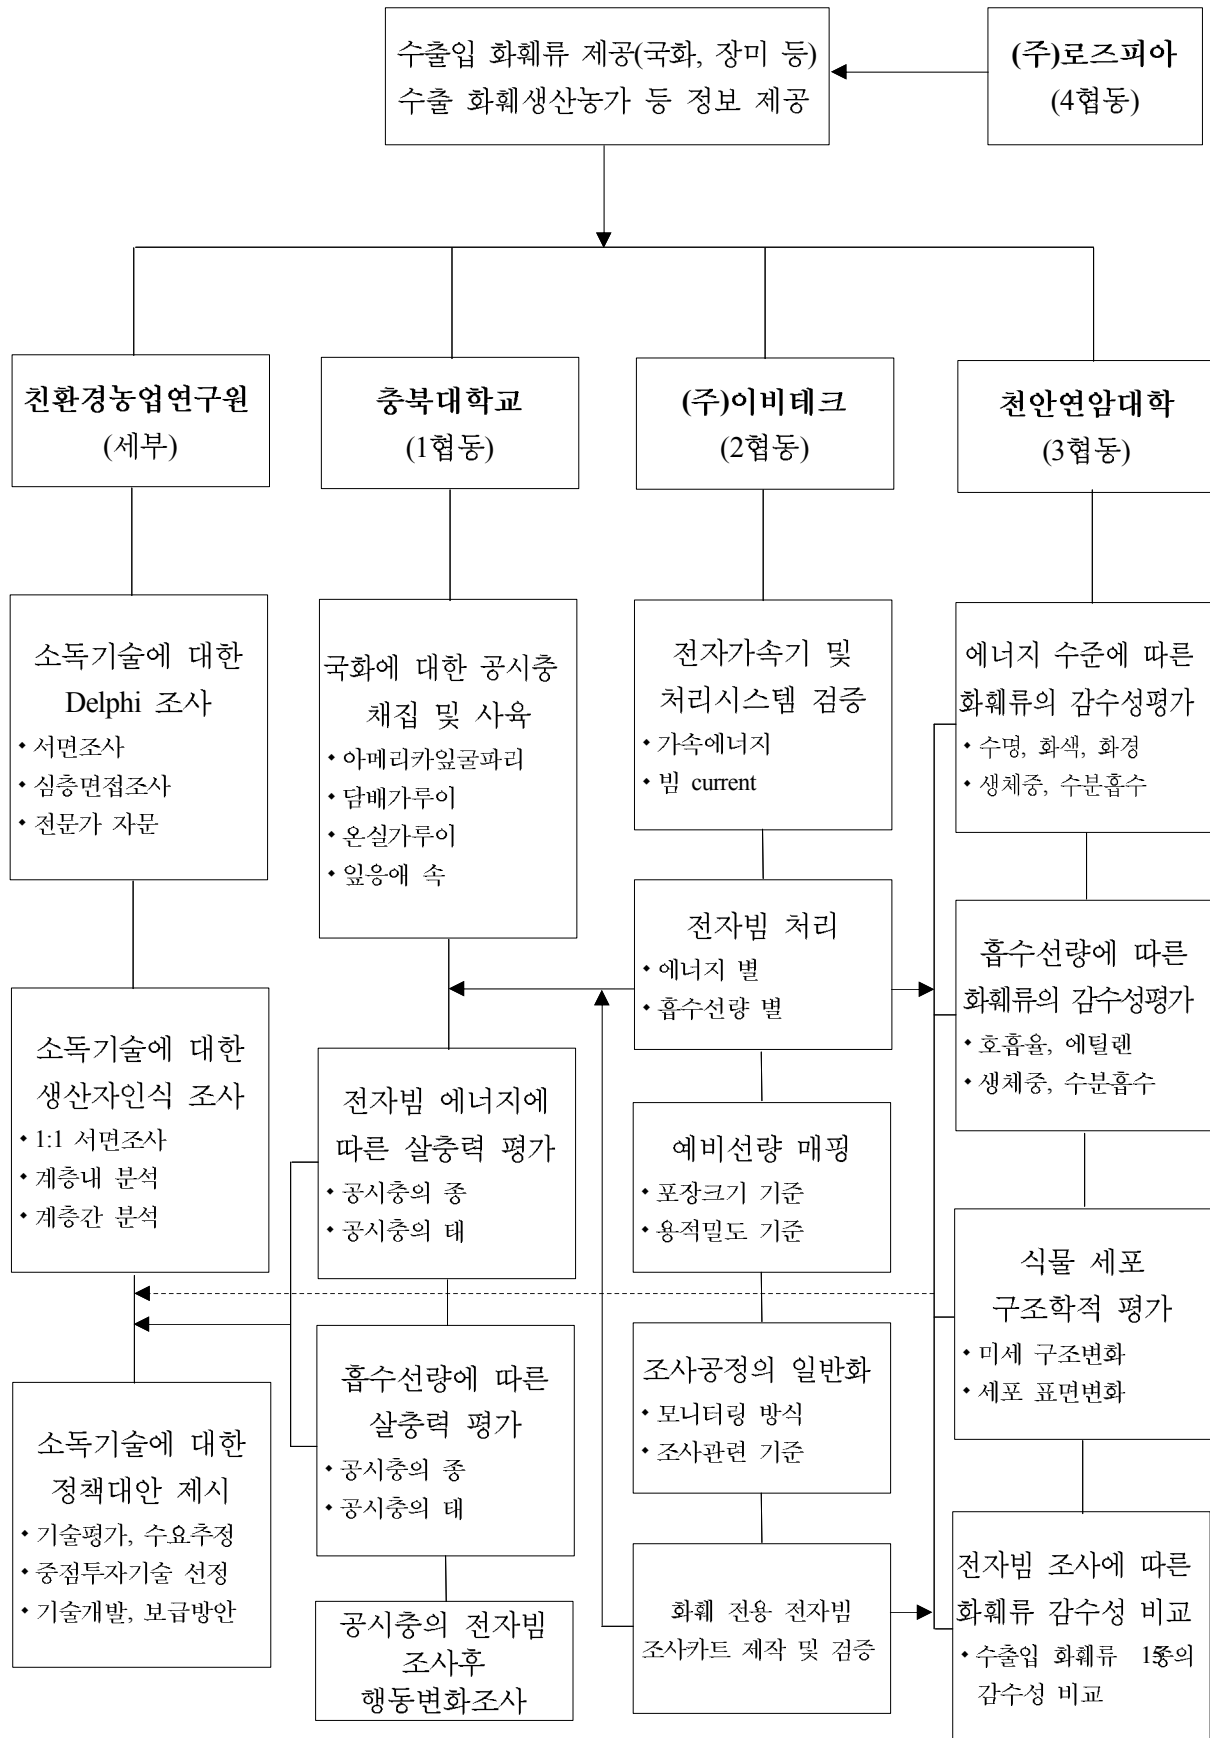 수출입 화훼류 제공(국화, 장미 등)
수출 화훼생산농가 등 정보 제공
(주)로즈피아
(4협동)
친환경농업연구원
(세부)
충북대학교
(1협동)
(주)이비테크
(2협동)
천안연암대학
(3협동)
소독기술에 대한
Delphi 조사
• 서면조사
• 심층면접조사
• 전문가 자문
소독기술에 대한
생산자인식 조사
• 1:1 서면조사
• 계층내 분석
• 계층간 분석
소독기술에 대한
정책대안 제시
• 기술평가, 수요추정
• 중점투자기술 선정
• 기술개발, 보급방안
국화에 대한 공시충
채집 및 사육
• 아메리카잎굴파리
• 담배가루이
• 온실가루이
• 잎응애 속
전자빔 에너지에
따른 살충력 평가
• 공시충의 종
• 공시충의 태
흡수선량에 따른
살충력 평가
• 공시충의 종
• 공시충의 태
공시충의 전자빔
조사후
행동변화조사
전자가속기 및
처리시스템 검증
• 가속에너지
• 빔 current
전자빔 처리
• 에너지 별
• 흡수선량 별
예비선량 매핑
• 포장크기 기준
• 용적밀도 기준
조사공정의 일반화
• 모니터링 방식
• 조사관련 기준
화훼 전용 전자빔
조사카트 제작 및 검증
에너지 수준에 따른
화훼류의 감수성평가
• 수명, 화색, 화경
• 생체중, 수분흡수
흡수선량에 따른
화훼류의 감수성평가
• 호흡율, 에틸렌
• 생체중, 수분흡수
식물 세포
구조학적 평가
• 미세 구조변화
• 세포 표면변화
전자빔 조사에 따른
화훼류 감수성 비교
• 수출입 화훼류
감수성 비교